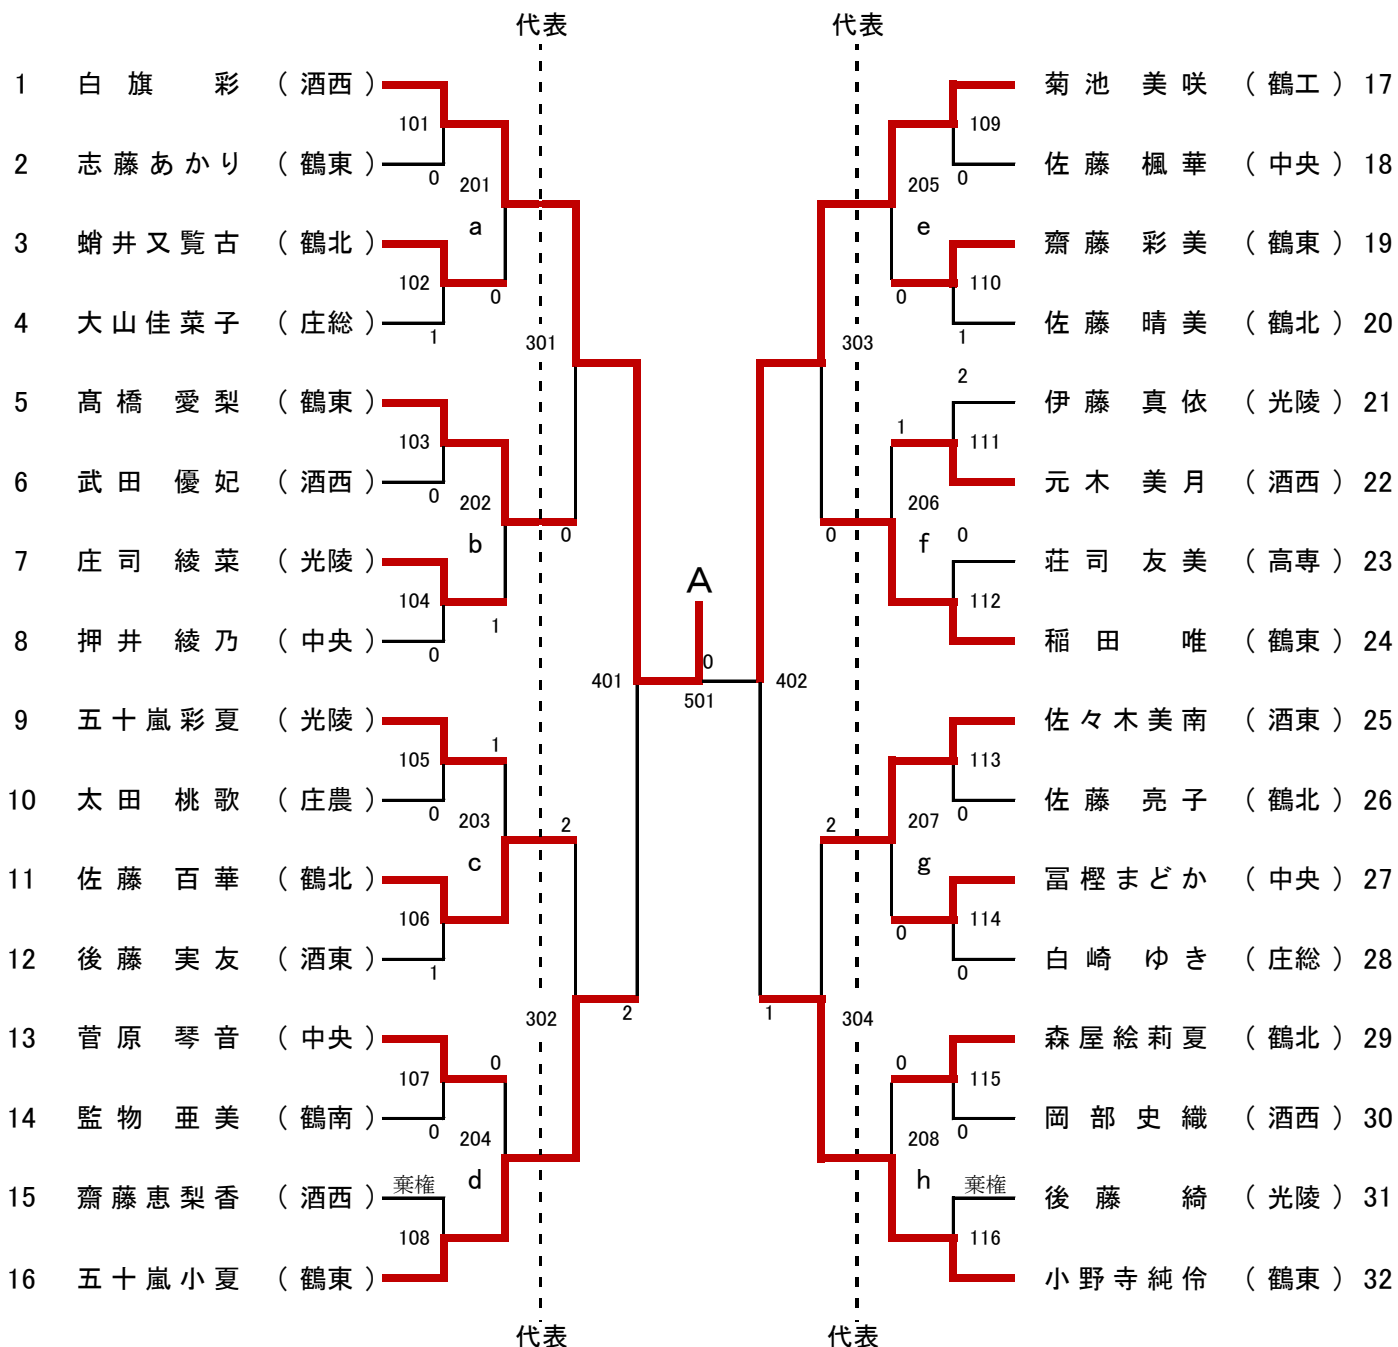 代表 代表
1 白旗 彩 （ 酒西 ） 菊池 美咲 （ 鶴工 ） 17
101 109
2 志藤あかり （ 鶴東 ） 佐藤 楓華 （ 中央 ） 18
0 201 205 0
a e
3 蛸井又覧古 （ 鶴北 ） 齋藤 彩美 （ 鶴東 ） 19
102 0 0 110
4 大山佳菜子 （ 庄総 ） 佐藤 晴美 （ 鶴北 ） 20
1 301 303 1
2
5 髙橋 愛梨 （ 鶴東 ） 伊藤 真依 （ 光陵 ） 21
103 1 111
6 武田 優妃 （ 酒西 ） 元木 美月 （ 酒西 ） 22
0 202 206
b 0 0 f 0
7 庄司 綾菜 （ 光陵 ） 荘司 友美 （ 高専 ） 23
A
104 1 112
8 押井 綾乃 （ 中央 ） 稲田 唯 （ 鶴東 ） 24
0 0
401 501 402
9 五十嵐彩夏 （ 光陵 ） 佐々木美南 （ 酒東 ） 25
105 1 113
10 太田 桃歌 （ 庄農 ） 佐藤 亮子 （ 鶴北 ） 26
0 203 2 2 207 0
c g
11 佐藤 百華 （ 鶴北 ） 冨樫まどか （ 中央 ） 27
106 0 114
12 後藤 実友 （ 酒東 ） 白崎 ゆき （ 庄総 ） 28
1 0
302 2 1 304
13 菅原 琴音 （ 中央 ） 森屋絵莉夏 （ 鶴北 ） 29
107 0 0 115
14 監物 亜美 （ 鶴南 ） 岡部史織 （ 酒西 ） 30
0 204 208 0
d 棄権 h 棄権
15 齋藤恵梨香 （ 酒西 ） 後藤 綺 （ 光陵 ） 31
108 116
16 五十嵐小夏 （ 鶴東 ） 小野寺純伶 （ 鶴東 ） 32
代表 代表